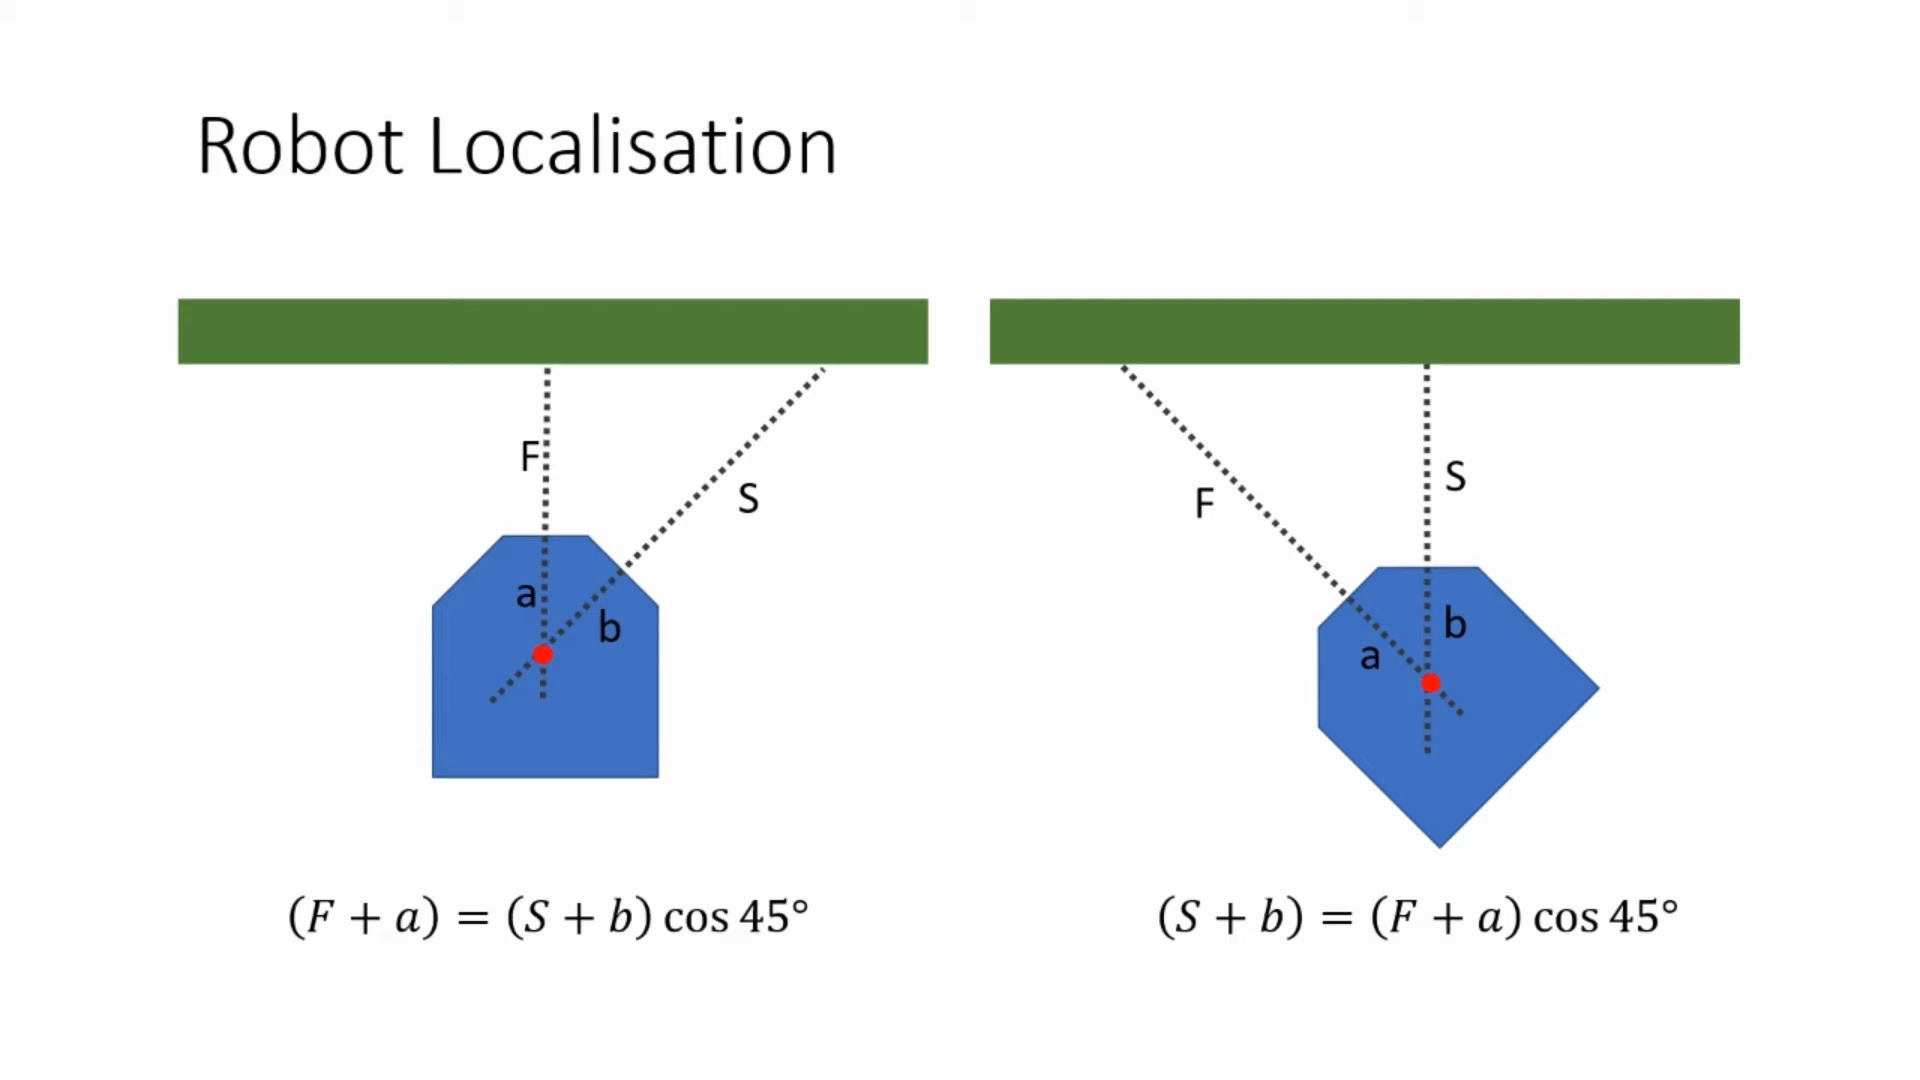 Robot Localisation
F
S
a
b
F
S
a
b
(F + a) = (S + b) cos 45°
(S + b) = (F + a) cos 45°